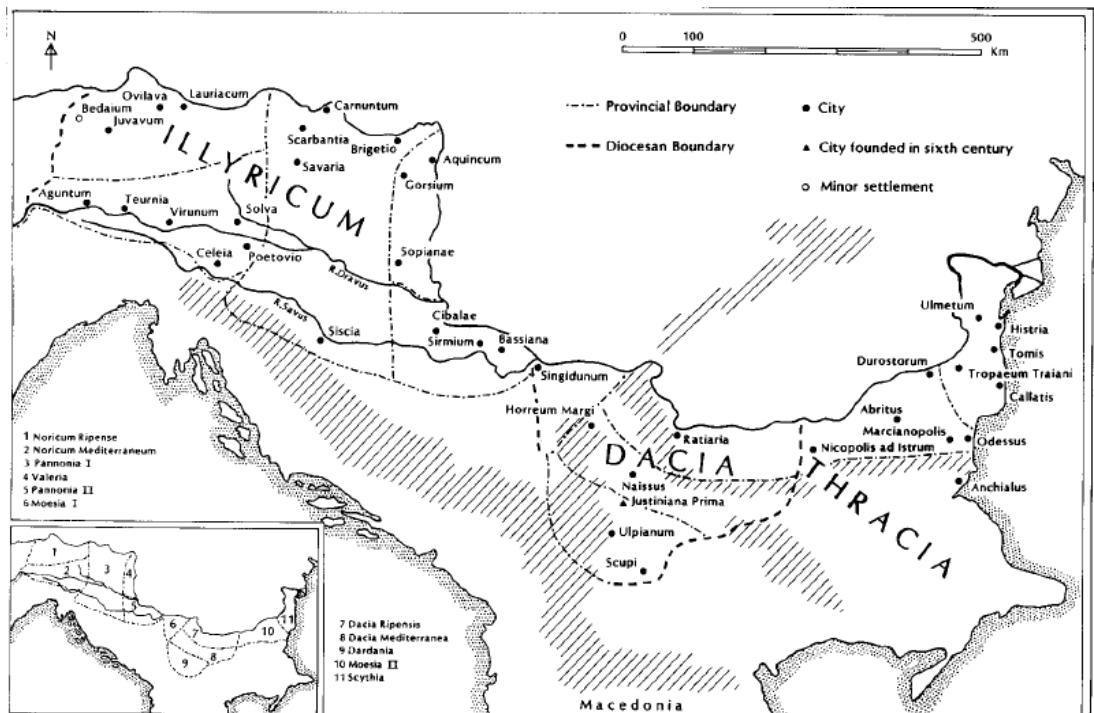 N
0 100 500
Km
Provincial Boundary
Diocesan Boundary
City
City founded in sixth century
Minor settlement
Ovilava
Lauriacum
Carnuntum
Bedaium
Juvavum
Scarbantia
Brigetio
Savaria
Aquincum
Gorsium
ILLYRICUM
Aguntum
Teurnia
Virunum
Solva
Celeia
Poetovio
Sopianae
R.Dravus
R.Savus
Siscia
Cibalae
Sirmium
Bassiana
Singidunum
Ulmetum
Histria
Tomis
Durostorum
Tropaeum Traiani
Callatis
Abritus
Marcianopolis
Odessus
Nicopolis ad Istrum
Anchialus
Horreum Margi
Ratiaria
DACIA
THRACIA
Naissus
Justiniana Prima
Ulpianum
Scupi
Macedonia
1 Noricum Ripense
2 Noricum Mediterraneum
3 Pannonia I
4 Valeria
5 Pannonia II
6 Moesia I
7 Dacia Ripensis
8 Dacia Mediterranea
9 Dardania
10 Moesia II
11 Scythia
1
2
3
4
6
7
8
9
10
11